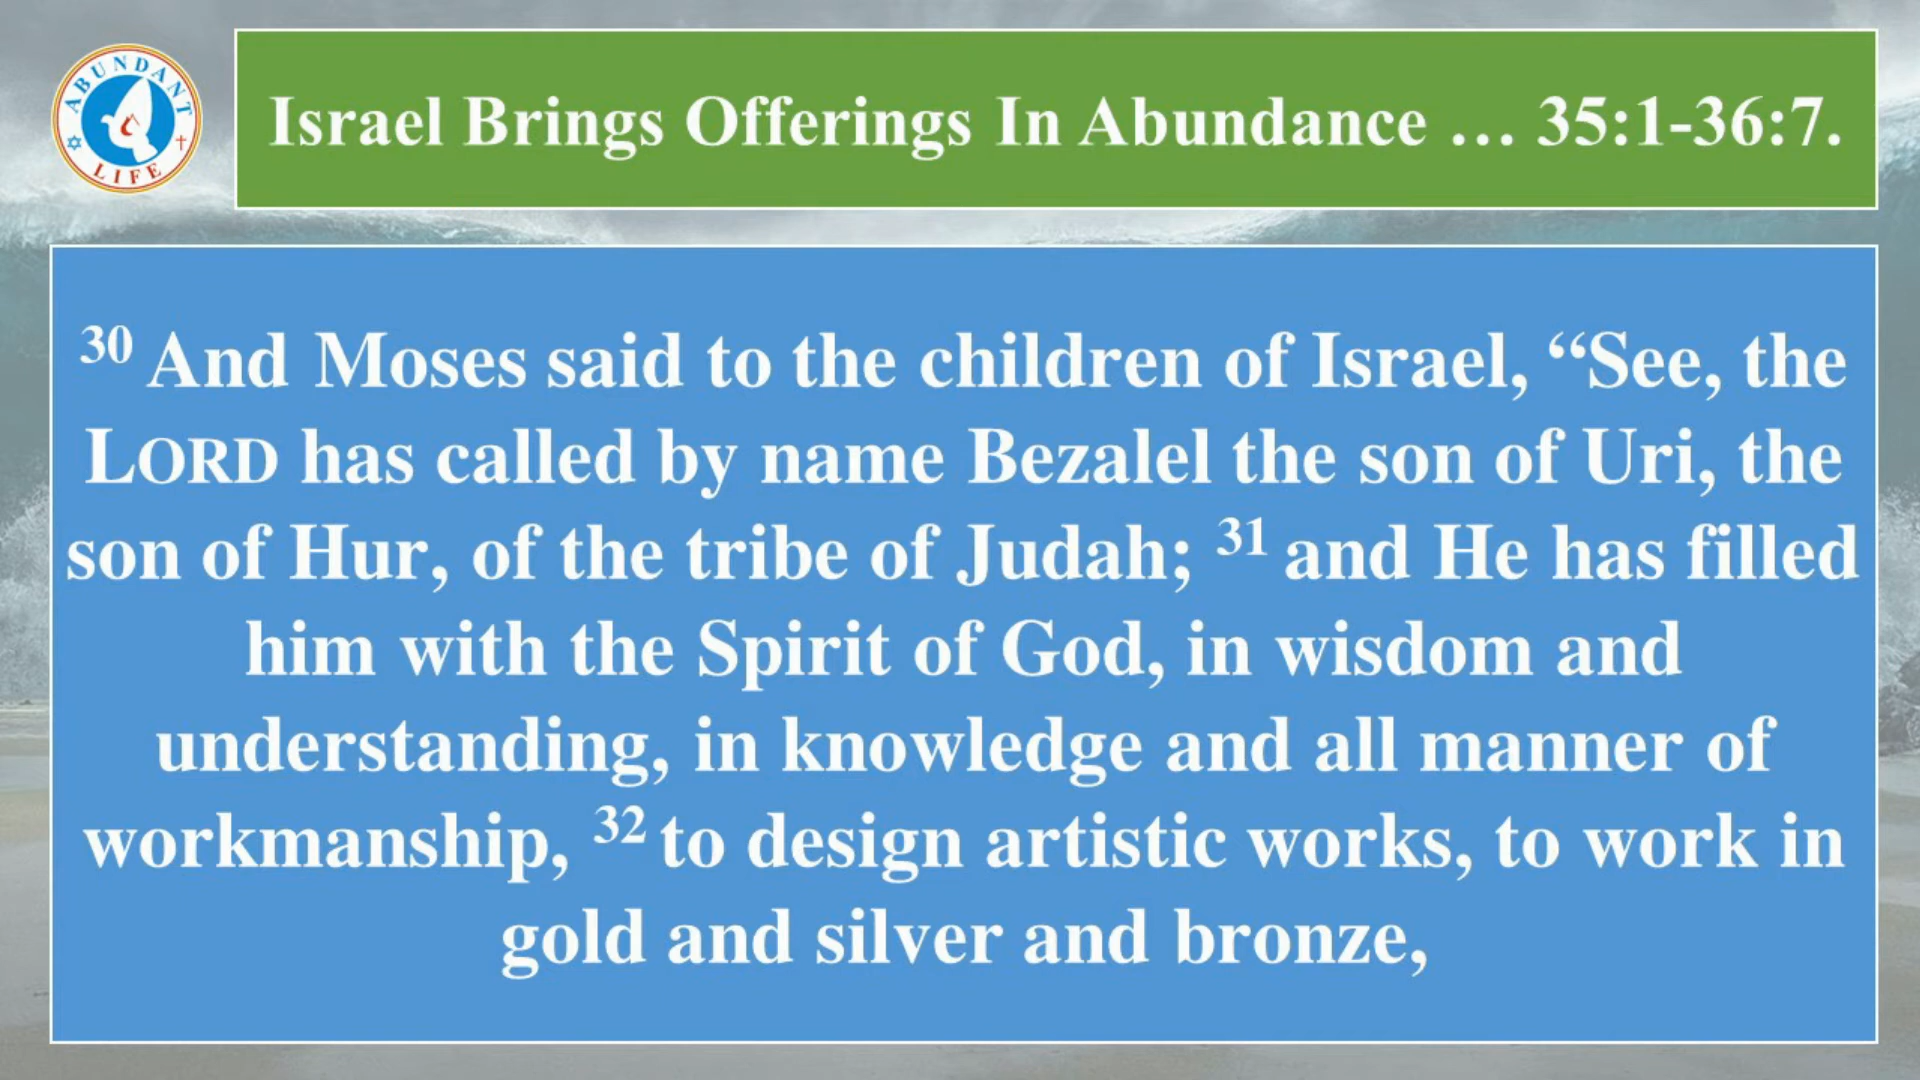 ABUNDANT
LIFE
Israel Brings Offerings In Abundance … 35:1-36:7.
30 And Moses said to the children of Israel, “See, the
LORD has called by name Bezalel the son of Uri, the
son of Hur, of the tribe of Judah; 31 and He has filled
him with the Spirit of God, in wisdom and
understanding, in knowledge and all manner of
workmanship, 32 to design artistic works, to work in
gold and silver and bronze,